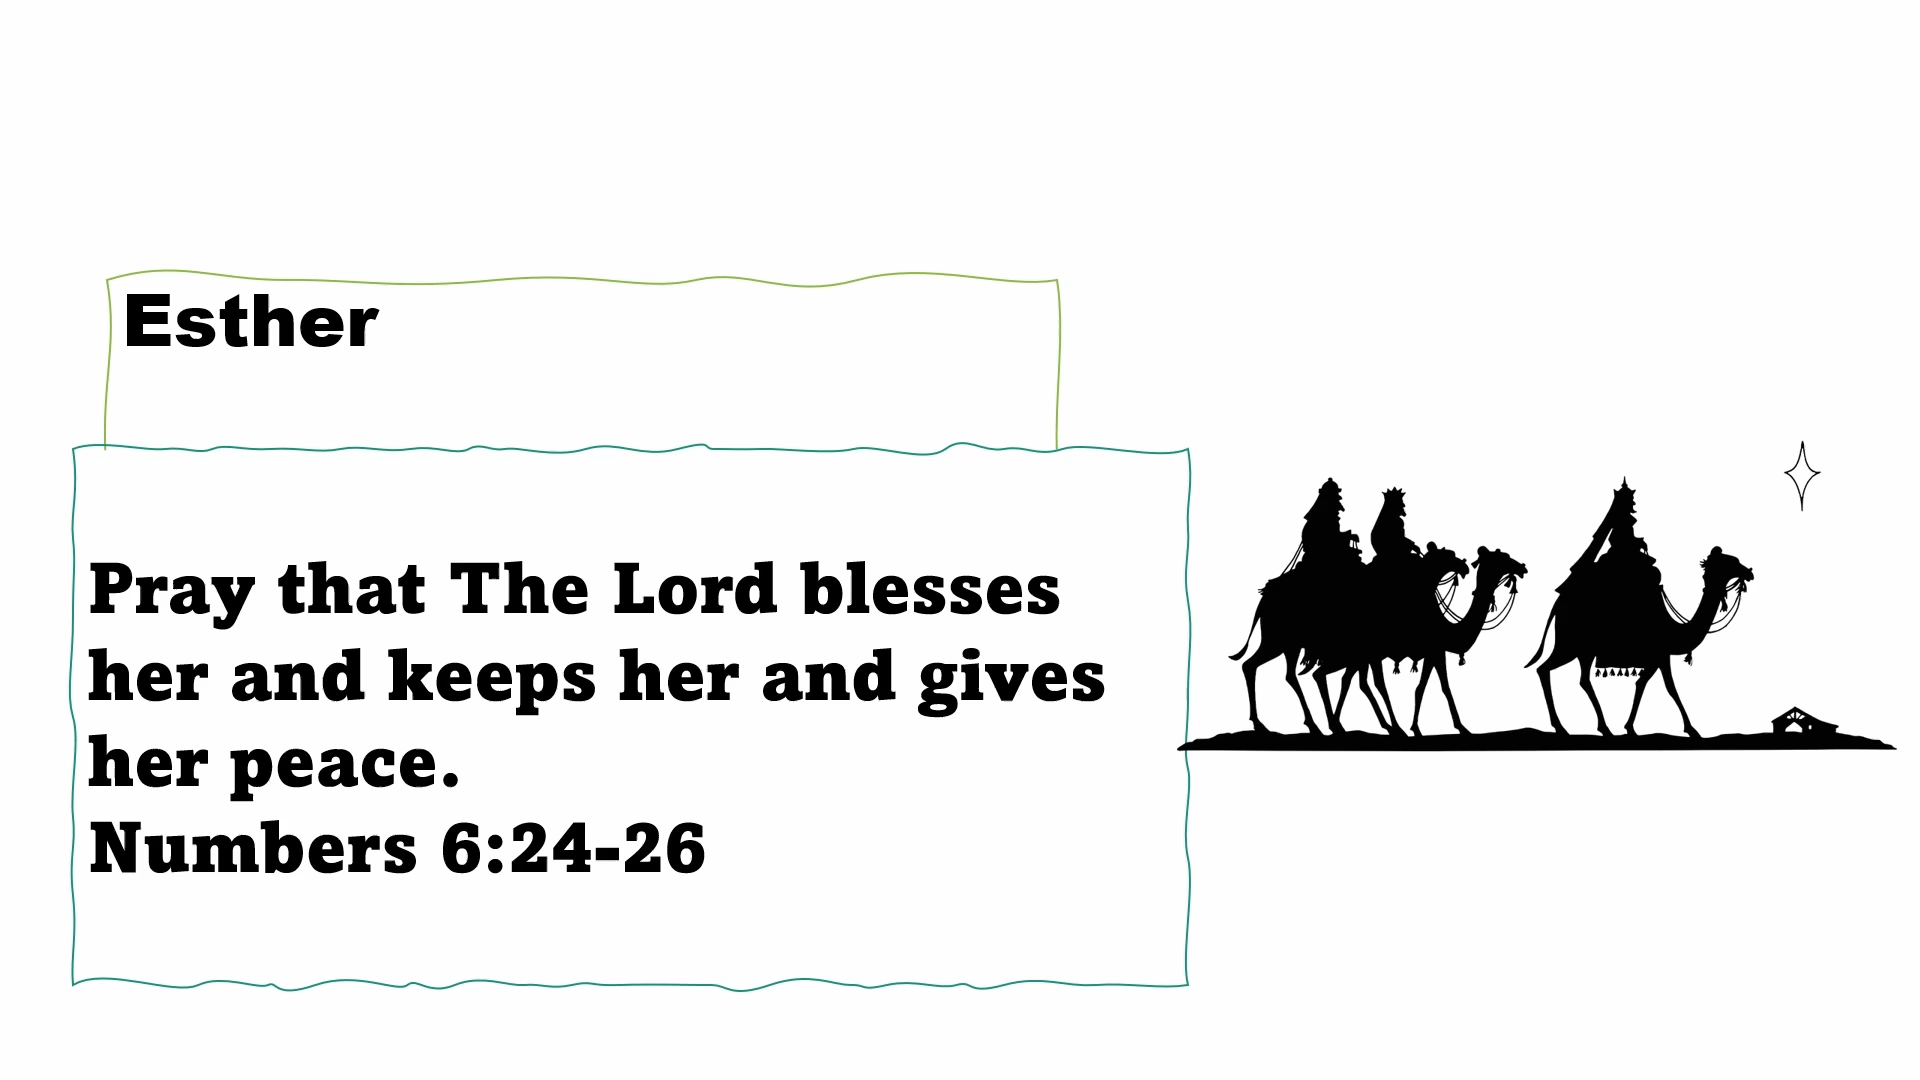 Esther
Pray that The Lord blesses
her and keeps her and gives
her peace.
Numbers 6:24-26